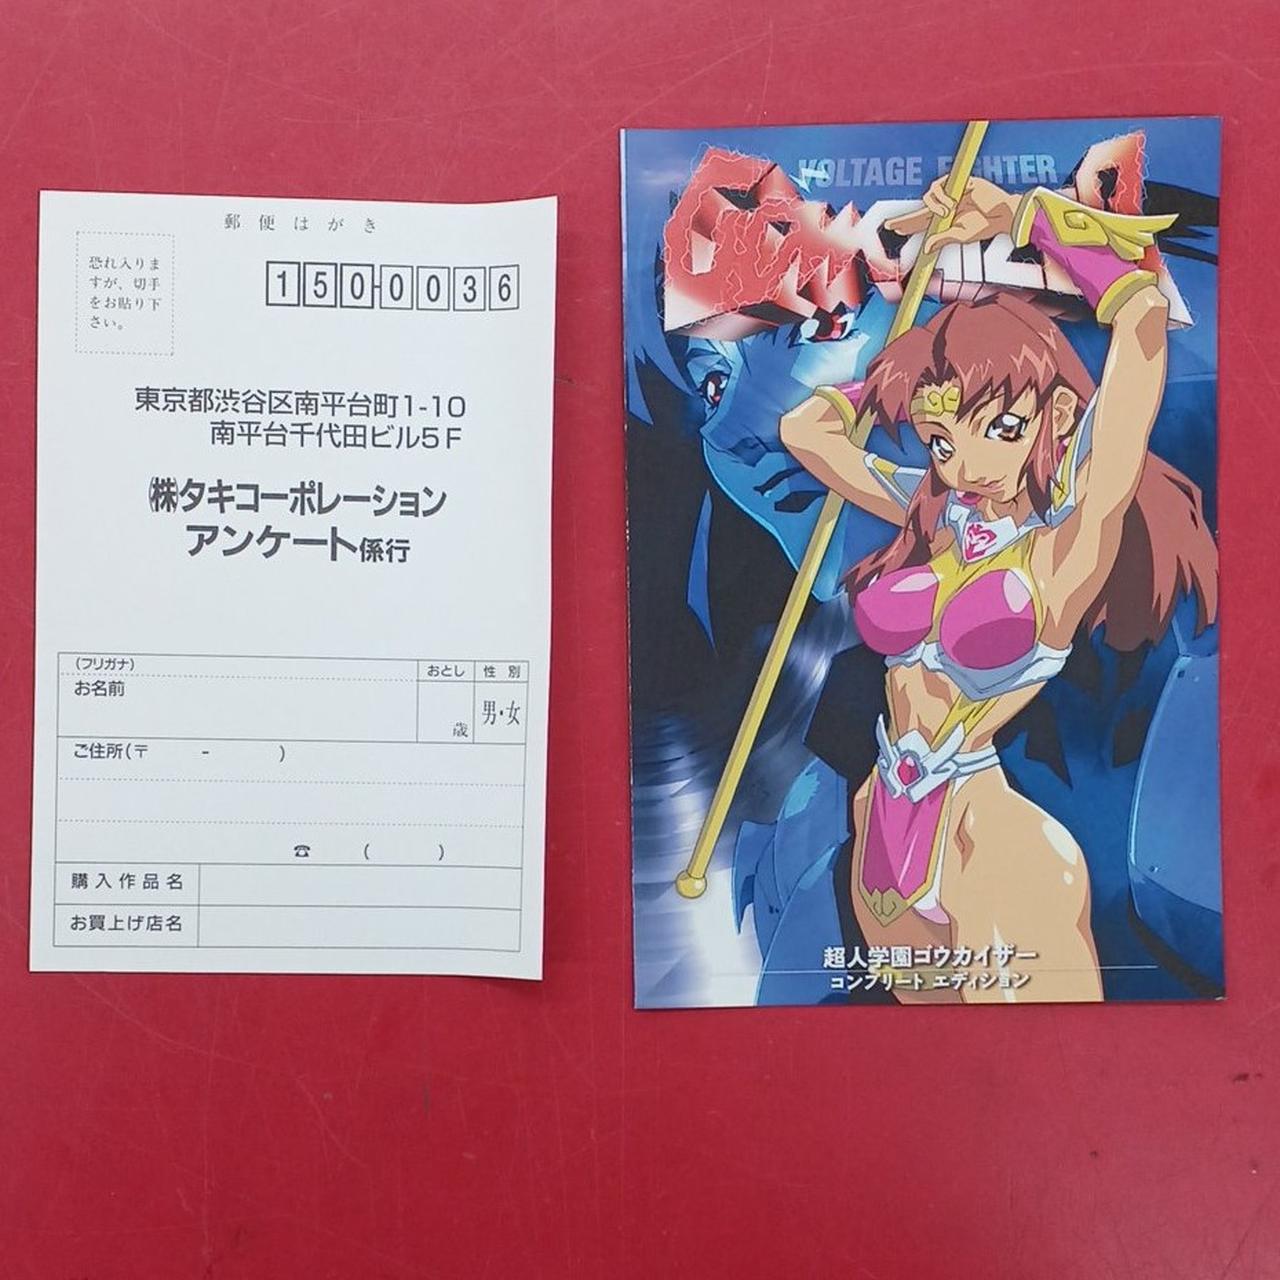 郵便はがき
恐れ入りま
すが、切手
をお貼り下
さい。
150-0036
東京都渋谷区南平台町1-10
南平台千代田ビル5F
㈱タキコーポレーション
アンケート係行
(フリガナ)
お名前
おとし
歳
性別
男・女
ご住所(〒 - )
☎ ( )
購入作品名
お買上げ店名
VOLTAGE FIGHTER
GOWCAIZER
超人学園ゴウカイザー
コンプリート エディション